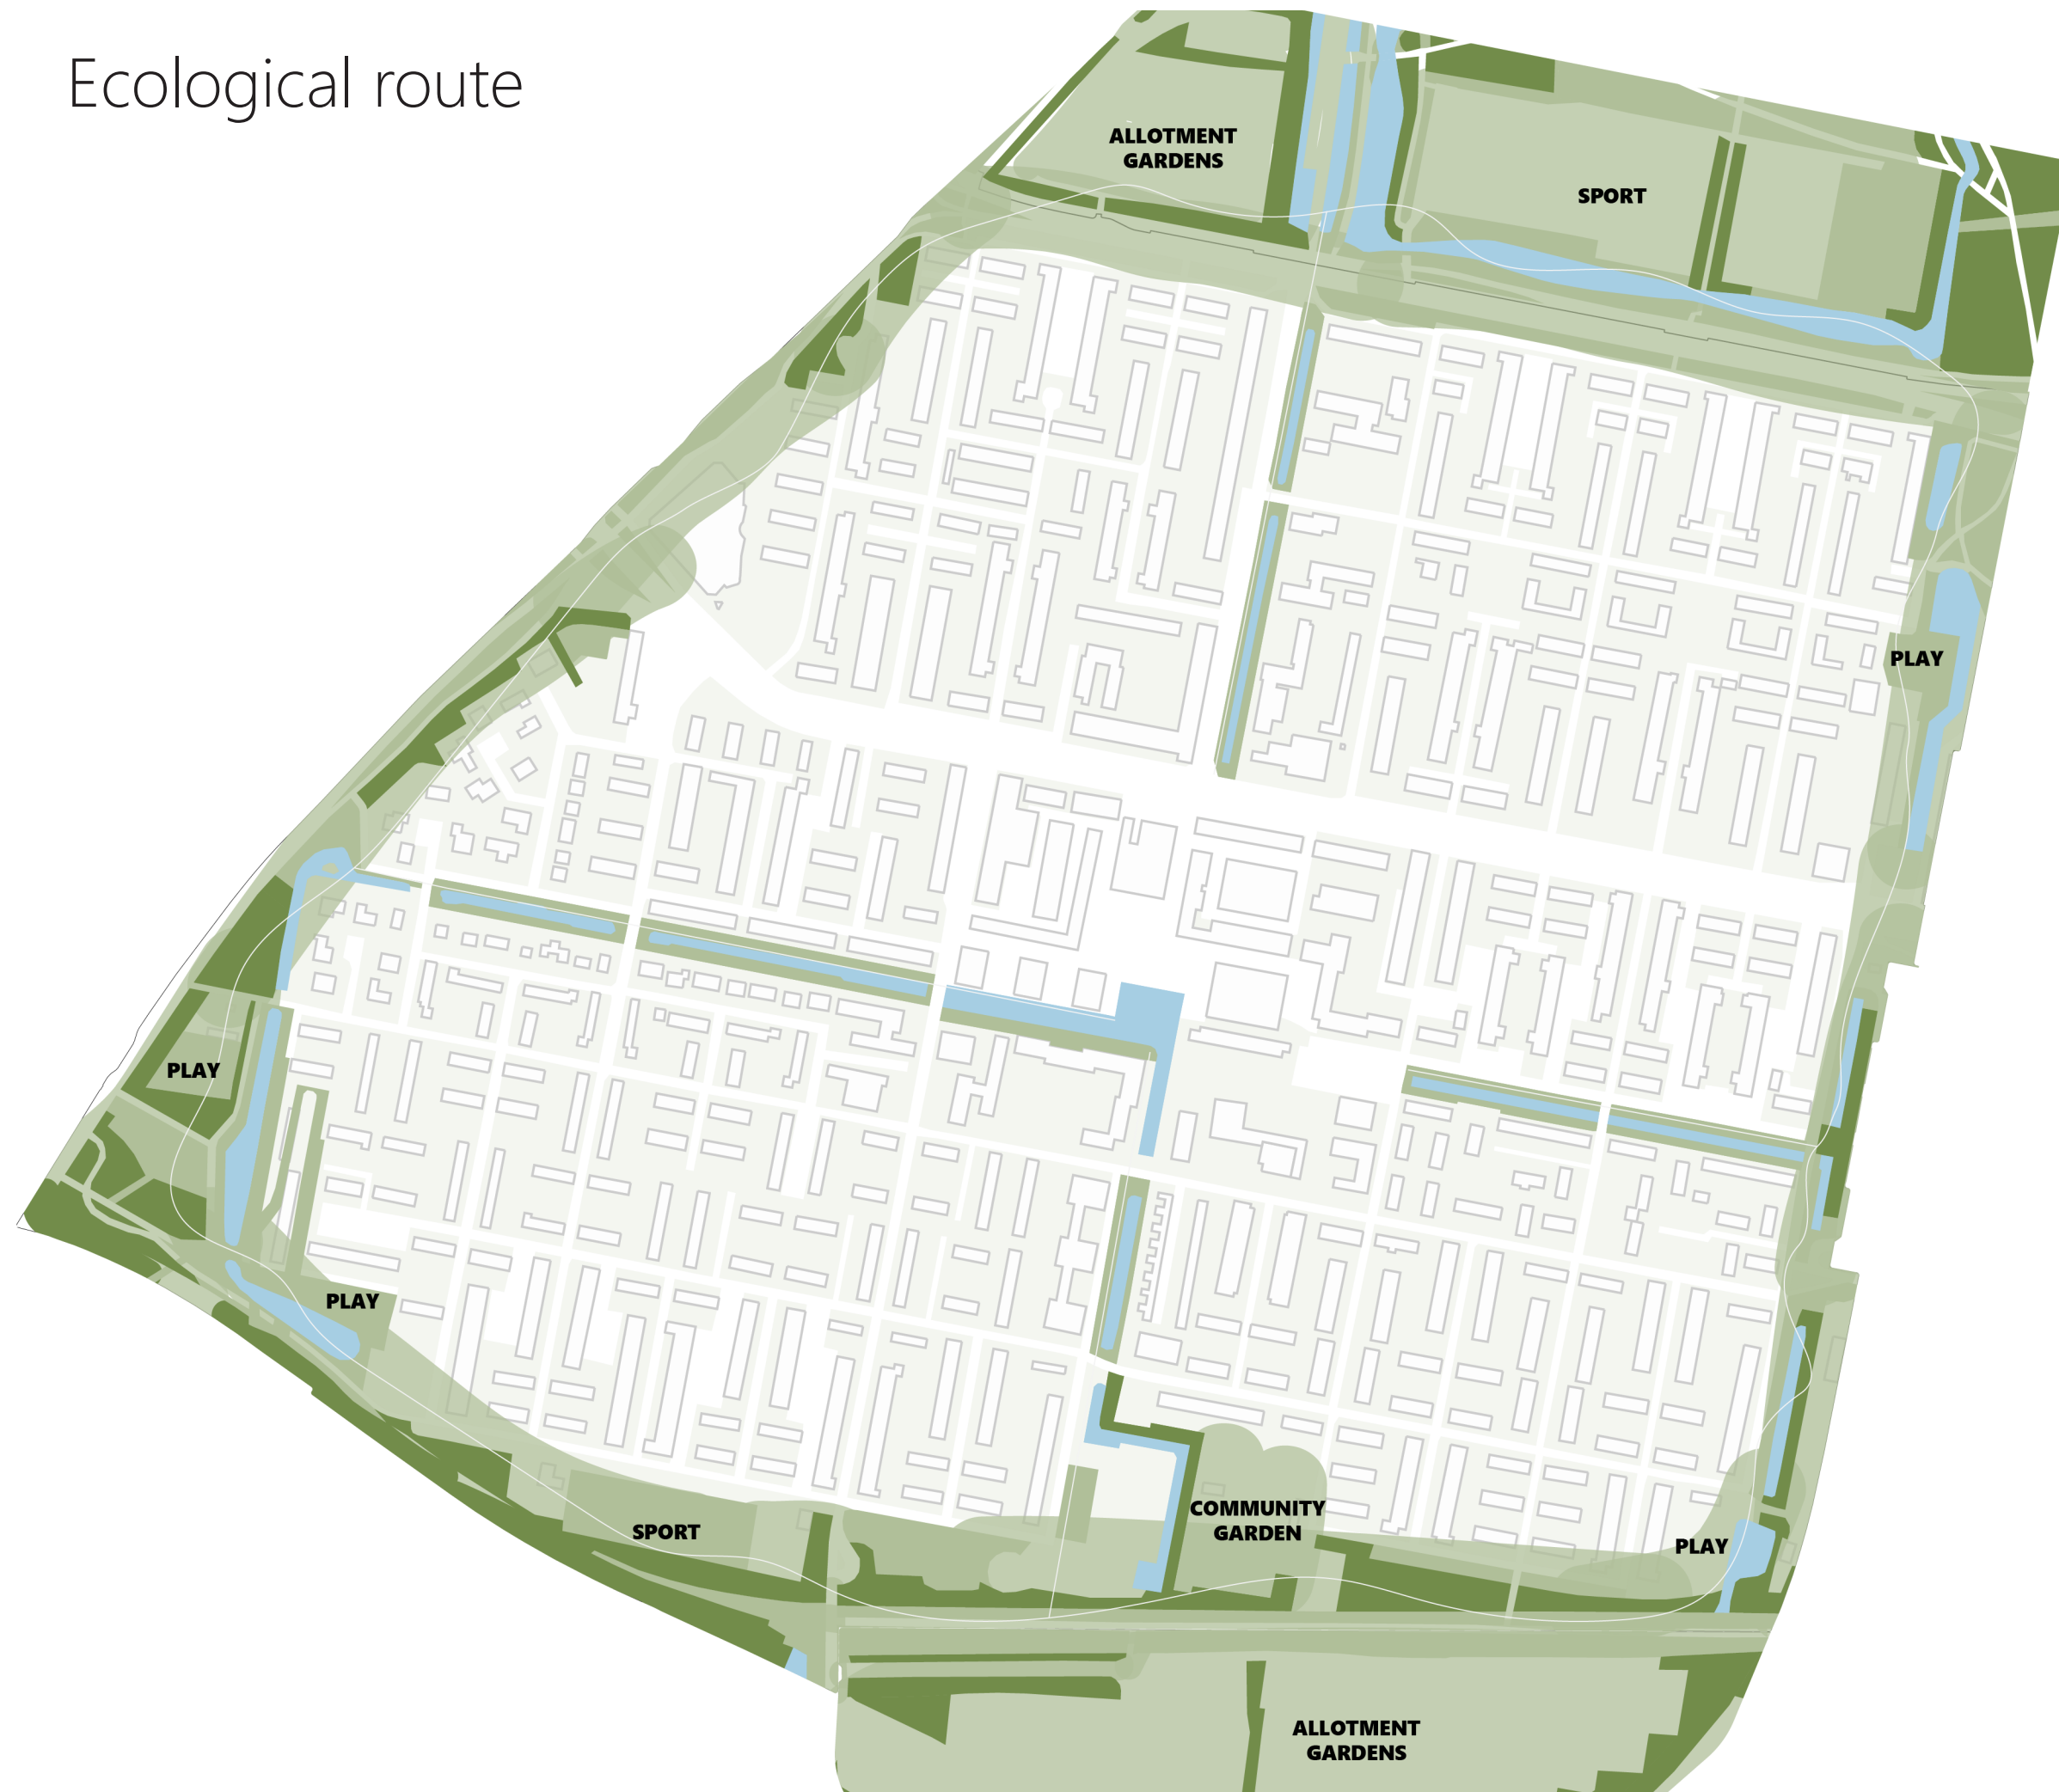 Ecological route
ALLOTMENT
GARDENS
SPORT
PLAY
PLAY
PLAY
COMMUNITY
GARDEN
SPORT
PLAY
ALLOTMENT
GARDENS